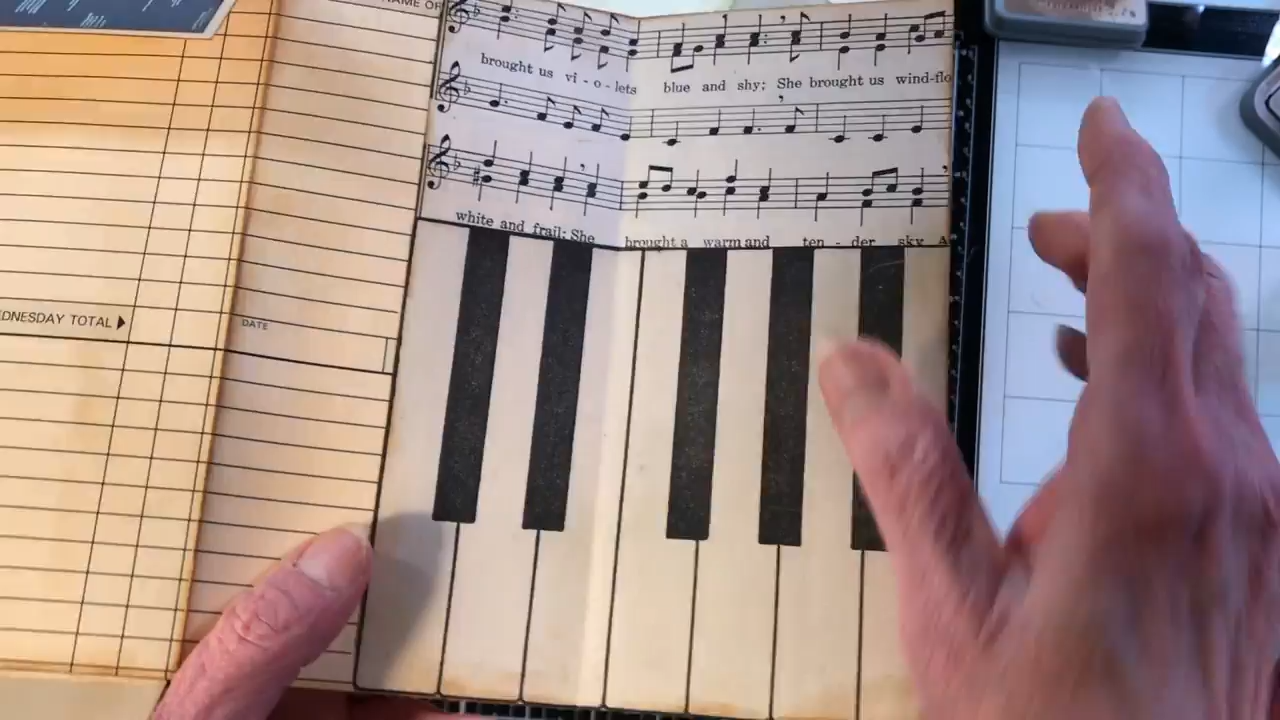 NAME OF
brought us vi - o - lets blue and shy; She brought us wind-flo
white and frail; She brought a warm and ten - der sky A
DNESDAY TOTAL
DATE